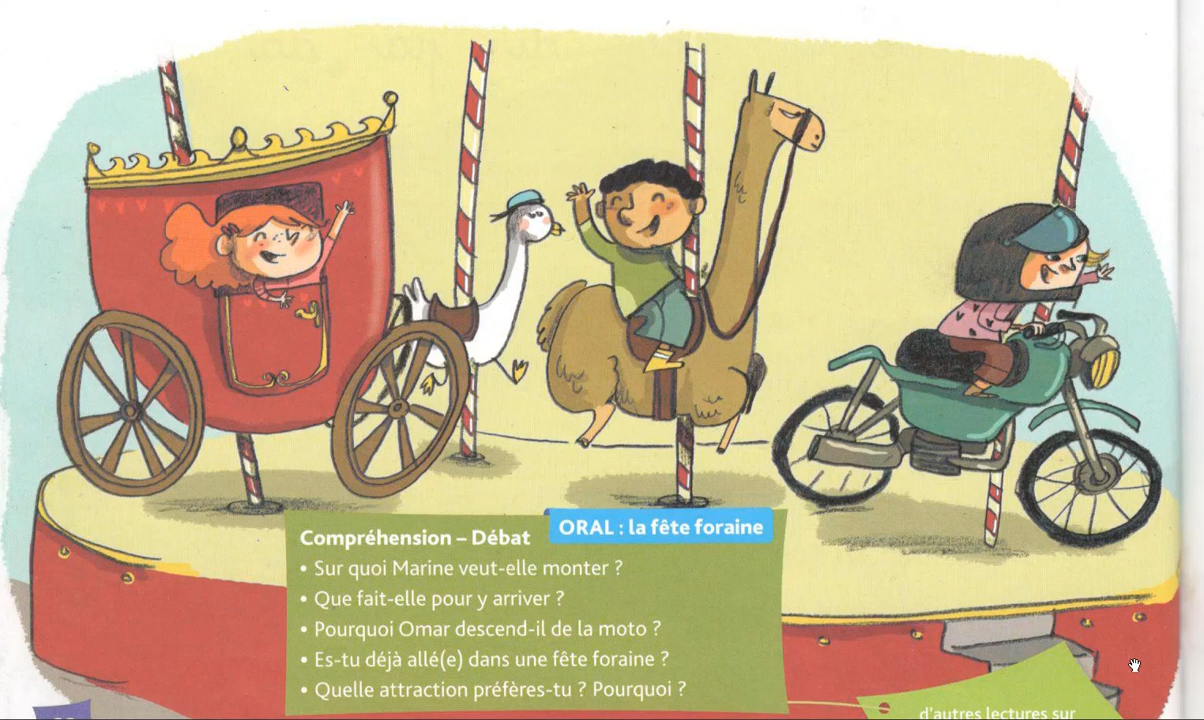 Compréhension – Débat
ORAL : la fête foraine
• Sur quoi Marine veut-elle monter ?
• Que fait-elle pour y arriver ?
• Pourquoi Omar descend-il de la moto ?
• Es-tu déjà allé(e) dans une fête foraine ?
• Quelle attraction préfères-tu ? Pourquoi ?
d'autres lectures sur